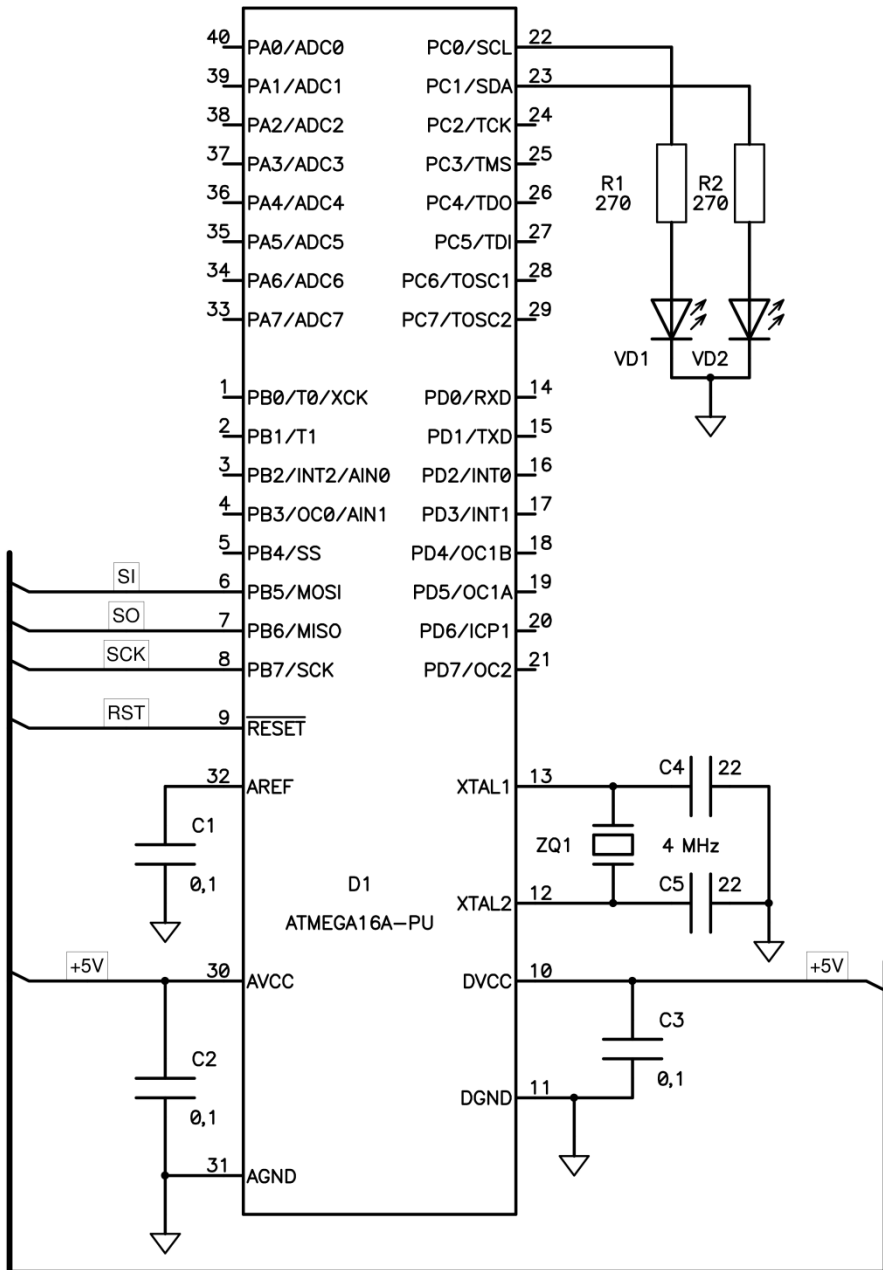 40 PA0/ADC0 PC0/SCL 22
39 PA1/ADC1 PC1/SDA 23
38 PA2/ADC2 PC2/TCK 24
37 PA3/ADC3 PC3/TMS 25
36 PA4/ADC4 PC4/TDO 26
35 PA5/ADC5 PC5/TDI 27
34 PA6/ADC6 PC6/TOSC1 28
33 PA7/ADC7 PC7/TOSC2 29
R1 R2
270 270
VD1 VD2
1 PB0/T0/XCK PD0/RXD 14
2 PB1/T1 PD1/TXD 15
3 PB2/INT2/AIN0 PD2/INT0 16
4 PB3/OC0/AIN1 PD3/INT1 17
5 PB4/SS PD4/OC1B 18
SI 6 PB5/MOSI PD5/OC1A 19
SO 7 PB6/MISO PD6/ICP1 20
SCK 8 PB7/SCK PD7/OC2 21
RST 9 RESET
32 AREF XTAL1 13 C4 22
C1
0,1
ZQ1 4 MHz
D1
ATMEGA16A-PU
XTAL2 12 C5 22
+5V 30 AVCC DVCC 10 +5V
C2
0,1
C3
0,1
DGND 11
31 AGND